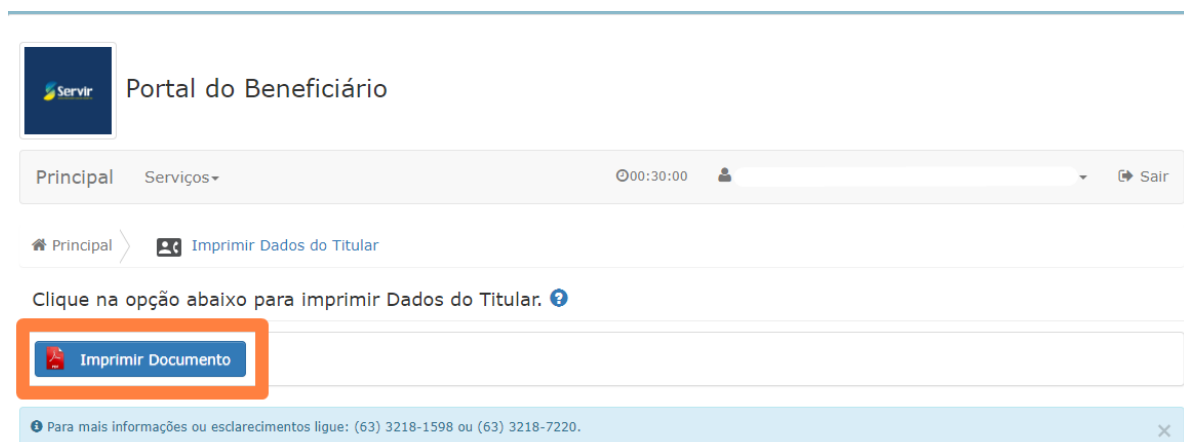 Servir
Portal do Beneficiário
Principal Serviços 00:30:00 Sair
Principal Imprimir Dados do Titular
Clique na opção abaixo para imprimir Dados do Titular. ?
PDF Imprimir Documento
Para mais informações ou esclarecimentos ligue: (63) 3218-1598 ou (63) 3218-7220. ×